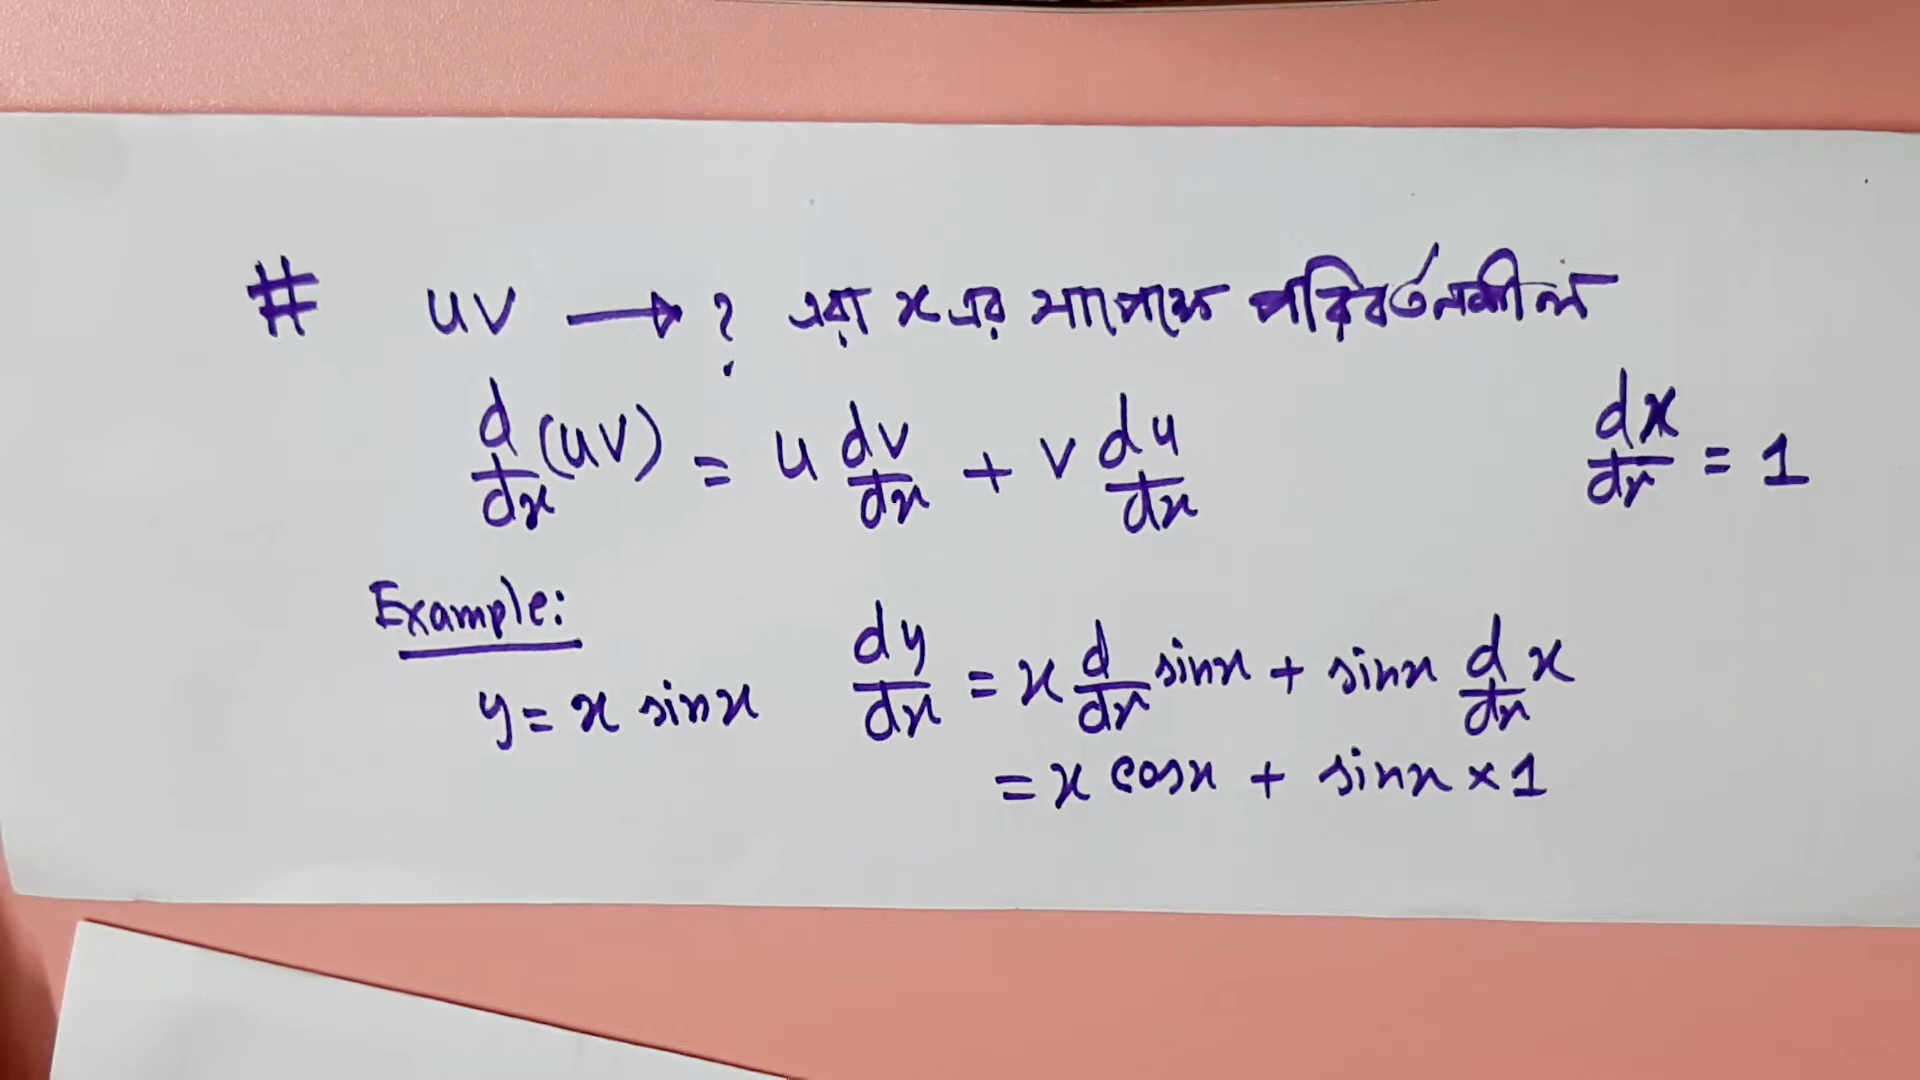 # uv → ? এরা x এর সাপেক্ষে পরিবর্তনশীল
d/dx (uv) = u dv/dx + v du/dx
dx/dx = 1
Example:
y = x sinx
dy/dx = x d/dx sinx + sinx d/dx x
= x cosx + sinx × 1